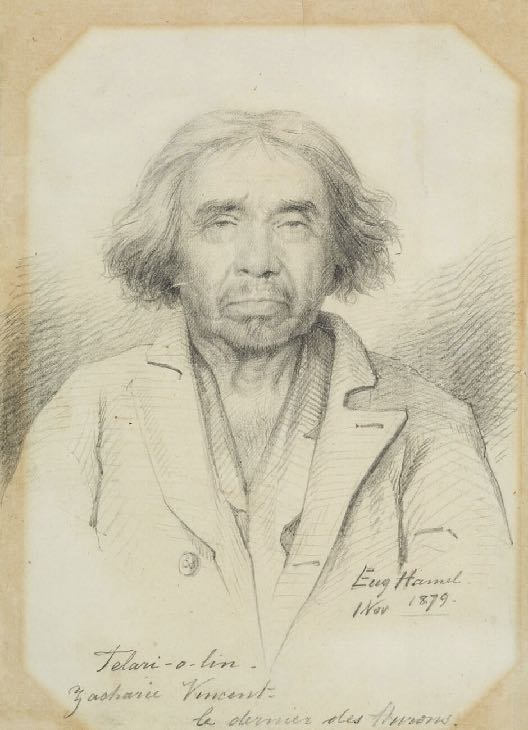 Eug Hamel.
1 Nov 1879.
Telari-o-lin.
Zacharie Vincent.
le dernier des Hurons.